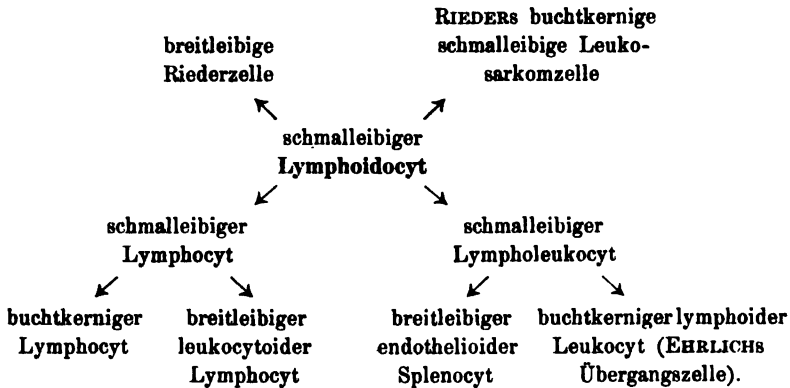 breitleibige
Riederzelle
RIEDERS buchtkernige
schmalleibige Leuko-
sarkomzelle
schmalleibiger
Lymphoidocyt
schmalleibiger
Lymphocyt
schmalleibiger
Lympholeukocyt
buchtkerniger
Lymphocyt
breitleibiger
leukocytoider
Lymphocyt
breitleibiger
endothelioider
Splenocyt
buchtkerniger lymphoider
Leukocyt (EHRLICHS
Übergangszelle).